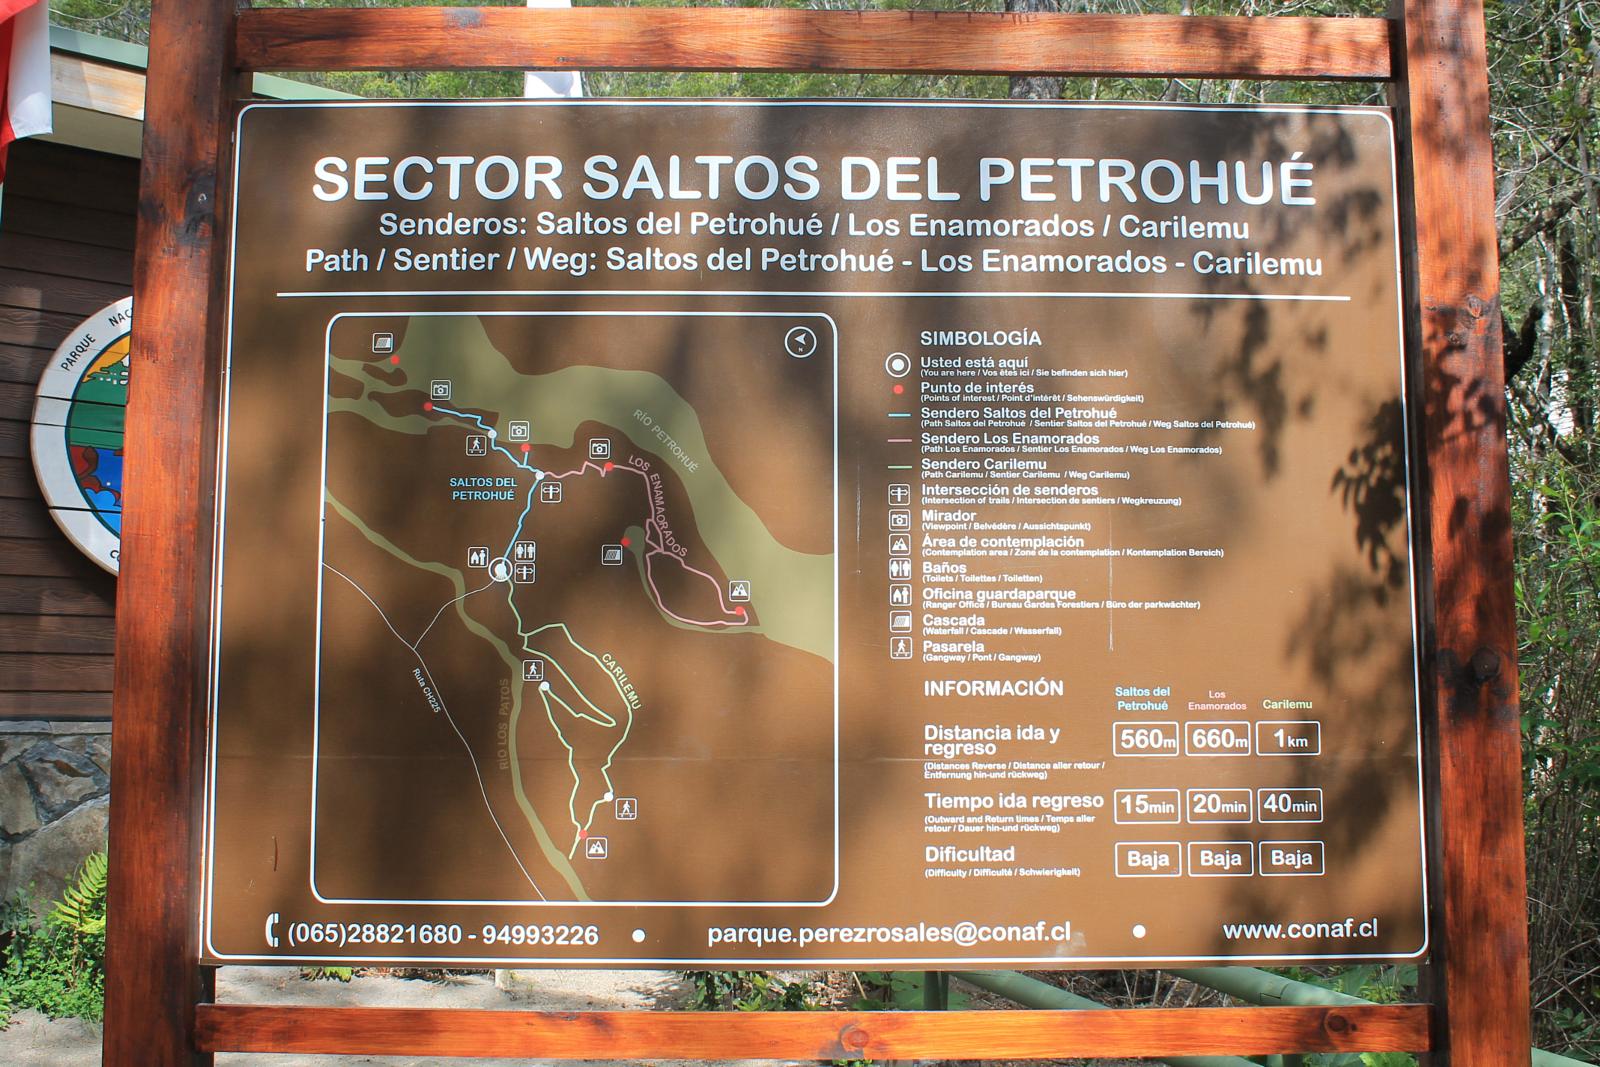 SECTOR SALTOS DEL PETROHUÉ
Senderos: Saltos del Petrohué / Los Enamorados / Carilemu
Path / Sentier / Weg: Saltos del Petrohué - Los Enamorados - Carilemu
PARQUE NAC
N
RÍO PETROHUÉ
LOS ENAMAORADOS
SALTOS DEL
PETROHUÉ
CARILEMU
RÍO LOS PATOS
Ruta CH225
SIMBOLOGÍA
Usted está aquí
(You are here / Vos êtes ici / Sie befinden sich hier)
Punto de interés
(Points of interest / Point d'intérêt / Sehenswürdigkeit)
Sendero Saltos del Petrohué
(Path Saltos del Petrohué / Sentier Saltos del Petrohué / Weg Saltos del Petrohué)
Sendero Los Enamorados
(Path Los Enamorados / Sentier Los Enamorados / Weg Los Enamorados)
Sendero Carilemu
(Path Carilemu / Sentier Carilemu / Weg Carilemu)
Intersección de senderos
(Intersection of trails / Intersection de sentiers / Wegkreuzung)
Mirador
(Viewpoint / Belvédère / Aussichtspunkt)
Área de contemplación
(Contemplation area / Zone de la contemplation / Kontemplation Bereich)
Baños
(Toilets / Toilettes / Toiletten)
Oficina guardaparque
(Ranger Office / Bureau Gardes Forestiers / Büro der parkwächter)
Cascada
(Waterfall / Cascade / Wasserfall)
Pasarela
(Gangway / Pont / Gangway)
INFORMACIÓN
Saltos del
Petrohué
Los
Enamorados
Carilemu
Distancia ida y
regreso
560m 660m 1km
(Distances Reverse / Distance aller retour /
Entfernung hin-und rückweg)
Tiempo ida regreso
15min 20min 40min
(Outward and Return times / Temps aller
retour / Dauer hin-und rückweg)
Dificultad
Baja Baja Baja
(Difficulty / Difficulté / Schwierigkeit)
(065)28821680 - 94993226 • parque.perezrosales@conaf.cl • www.conaf.cl